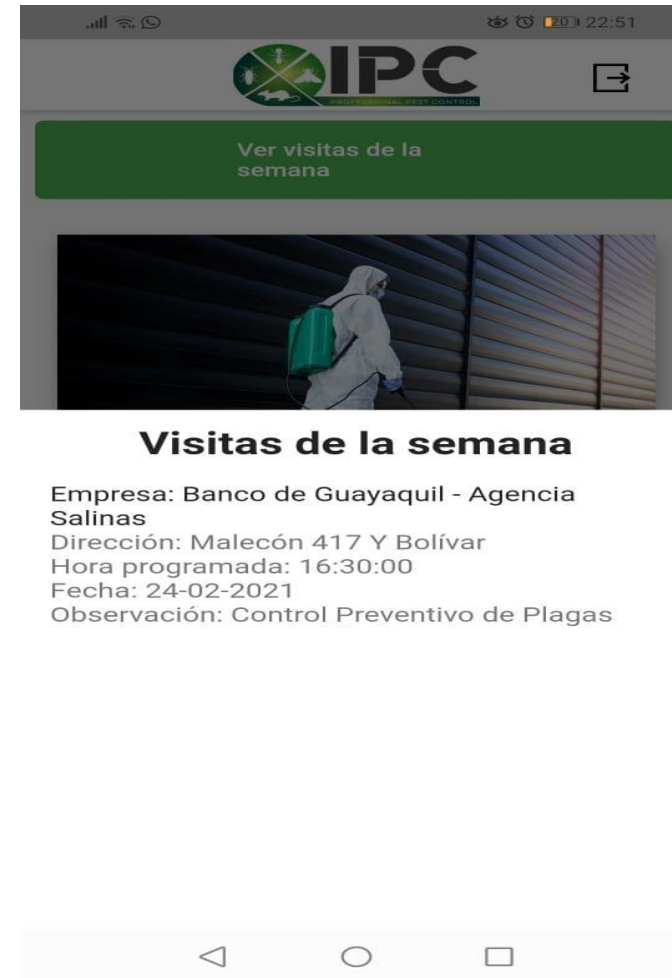 20 22:51
IPC
PROFESSIONAL PEST CONTROL
Ver visitas de la
semana
Visitas de la semana
Empresa: Banco de Guayaquil - Agencia
Salinas
Dirección: Malecón 417 Y Bolívar
Hora programada: 16:30:00
Fecha: 24-02-2021
Observación: Control Preventivo de Plagas